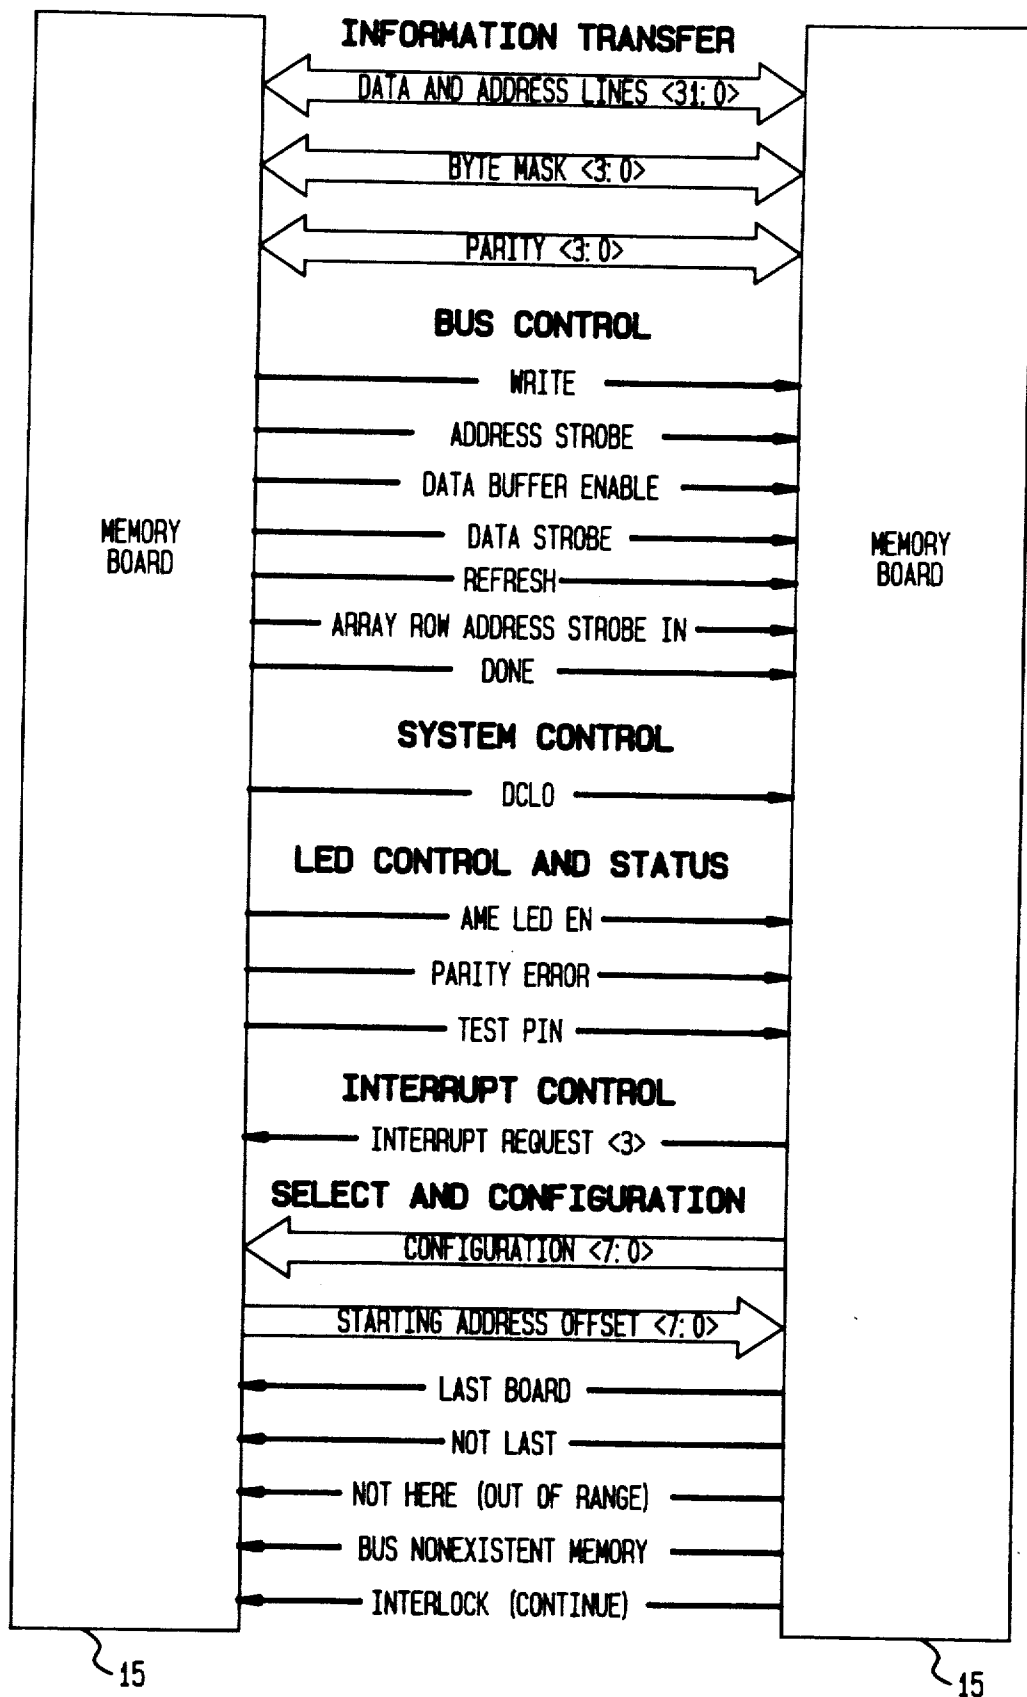 INFORMATION TRANSFER
DATA AND ADDRESS LINES <31:0>
BYTE MASK <3:0>
PARITY <3:0>
BUS CONTROL
WRITE
ADDRESS STROBE
DATA BUFFER ENABLE
MEMORY
BOARD
DATA STROBE
MEMORY
BOARD
REFRESH
ARRAY ROW ADDRESS STROBE IN
DONE
SYSTEM CONTROL
DCLO
LED CONTROL AND STATUS
AME LED EN
PARITY ERROR
TEST PIN
INTERRUPT CONTROL
INTERRUPT REQUEST <3>
SELECT AND CONFIGURATION
CONFIGURATION <7:0>
STARTING ADDRESS OFFSET <7:0>
LAST BOARD
NOT LAST
NOT HERE (OUT OF RANGE)
BUS NONEXISTENT MEMORY
INTERLOCK (CONTINUE)
15
15